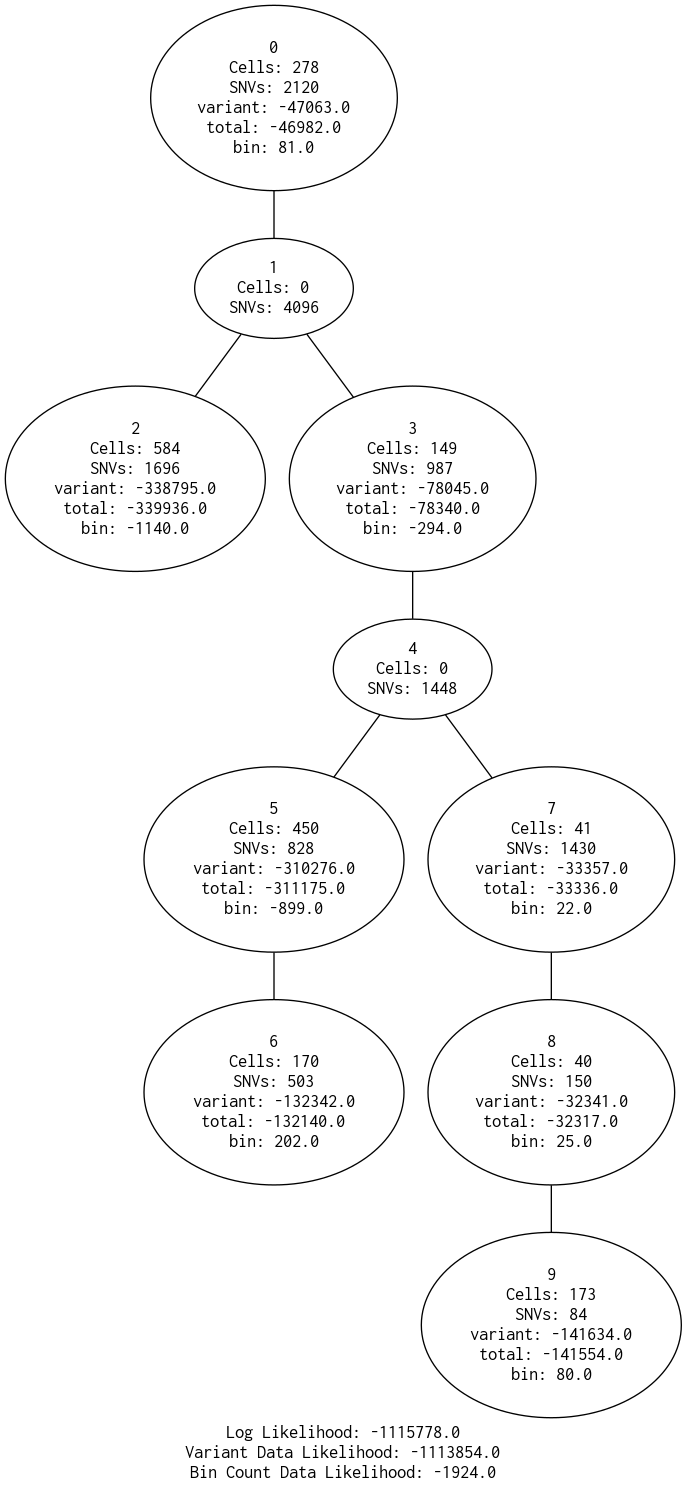 0
Cells: 278
SNVs: 2120
variant: -47063.0
total: -46982.0
bin: 81.0
1
Cells: 0
SNVs: 4096
2
Cells: 584
SNVs: 1696
variant: -338795.0
total: -339936.0
bin: -1140.0
3
Cells: 149
SNVs: 987
variant: -78045.0
total: -78340.0
bin: -294.0
4
Cells: 0
SNVs: 1448
5
Cells: 450
SNVs: 828
variant: -310276.0
total: -311175.0
bin: -899.0
7
Cells: 41
SNVs: 1430
variant: -33357.0
total: -33336.0
bin: 22.0
6
Cells: 170
SNVs: 503
variant: -132342.0
total: -132140.0
bin: 202.0
8
Cells: 40
SNVs: 150
variant: -32341.0
total: -32317.0
bin: 25.0
9
Cells: 173
SNVs: 84
variant: -141634.0
total: -141554.0
bin: 80.0
Log Likelihood: -1115778.0
Variant Data Likelihood: -1113854.0
Bin Count Data Likelihood: -1924.0